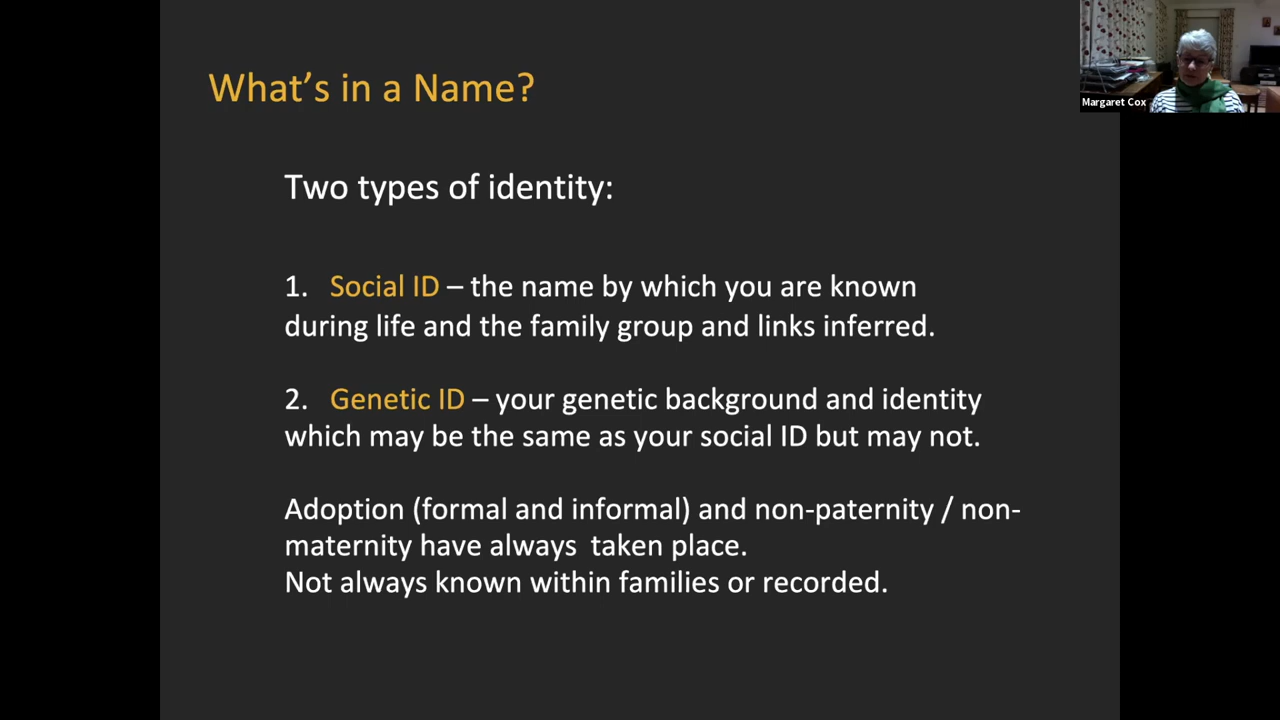 What's in a Name?
Margaret Cox
Two types of identity:
1. Social ID – the name by which you are known
during life and the family group and links inferred.
2. Genetic ID – your genetic background and identity
which may be the same as your social ID but may not.
Adoption (formal and informal) and non-paternity / non-
maternity have always  taken place.
Not always known within families or recorded.